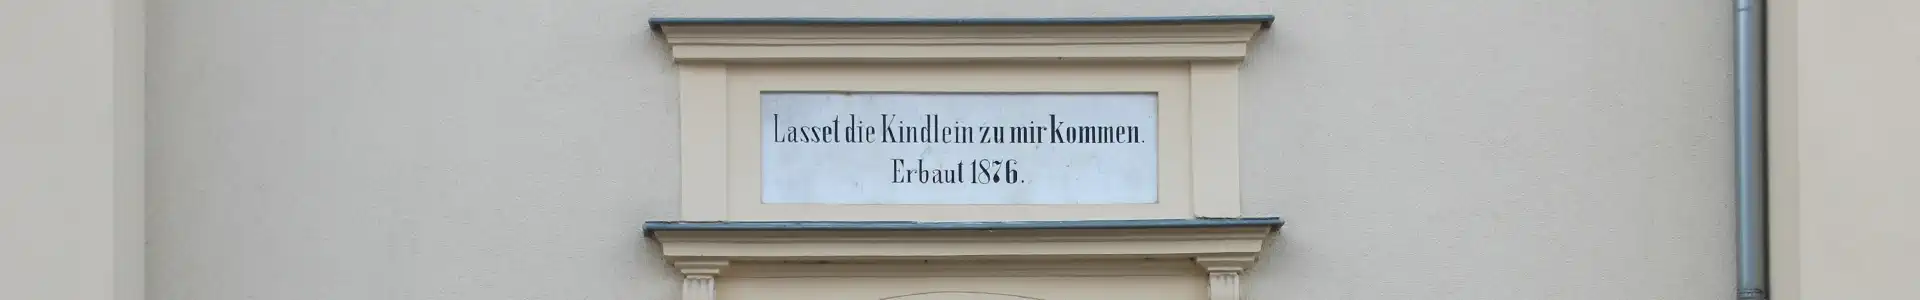 Lasset die Kindlein zu mir kommen.
Erbaut 1876.